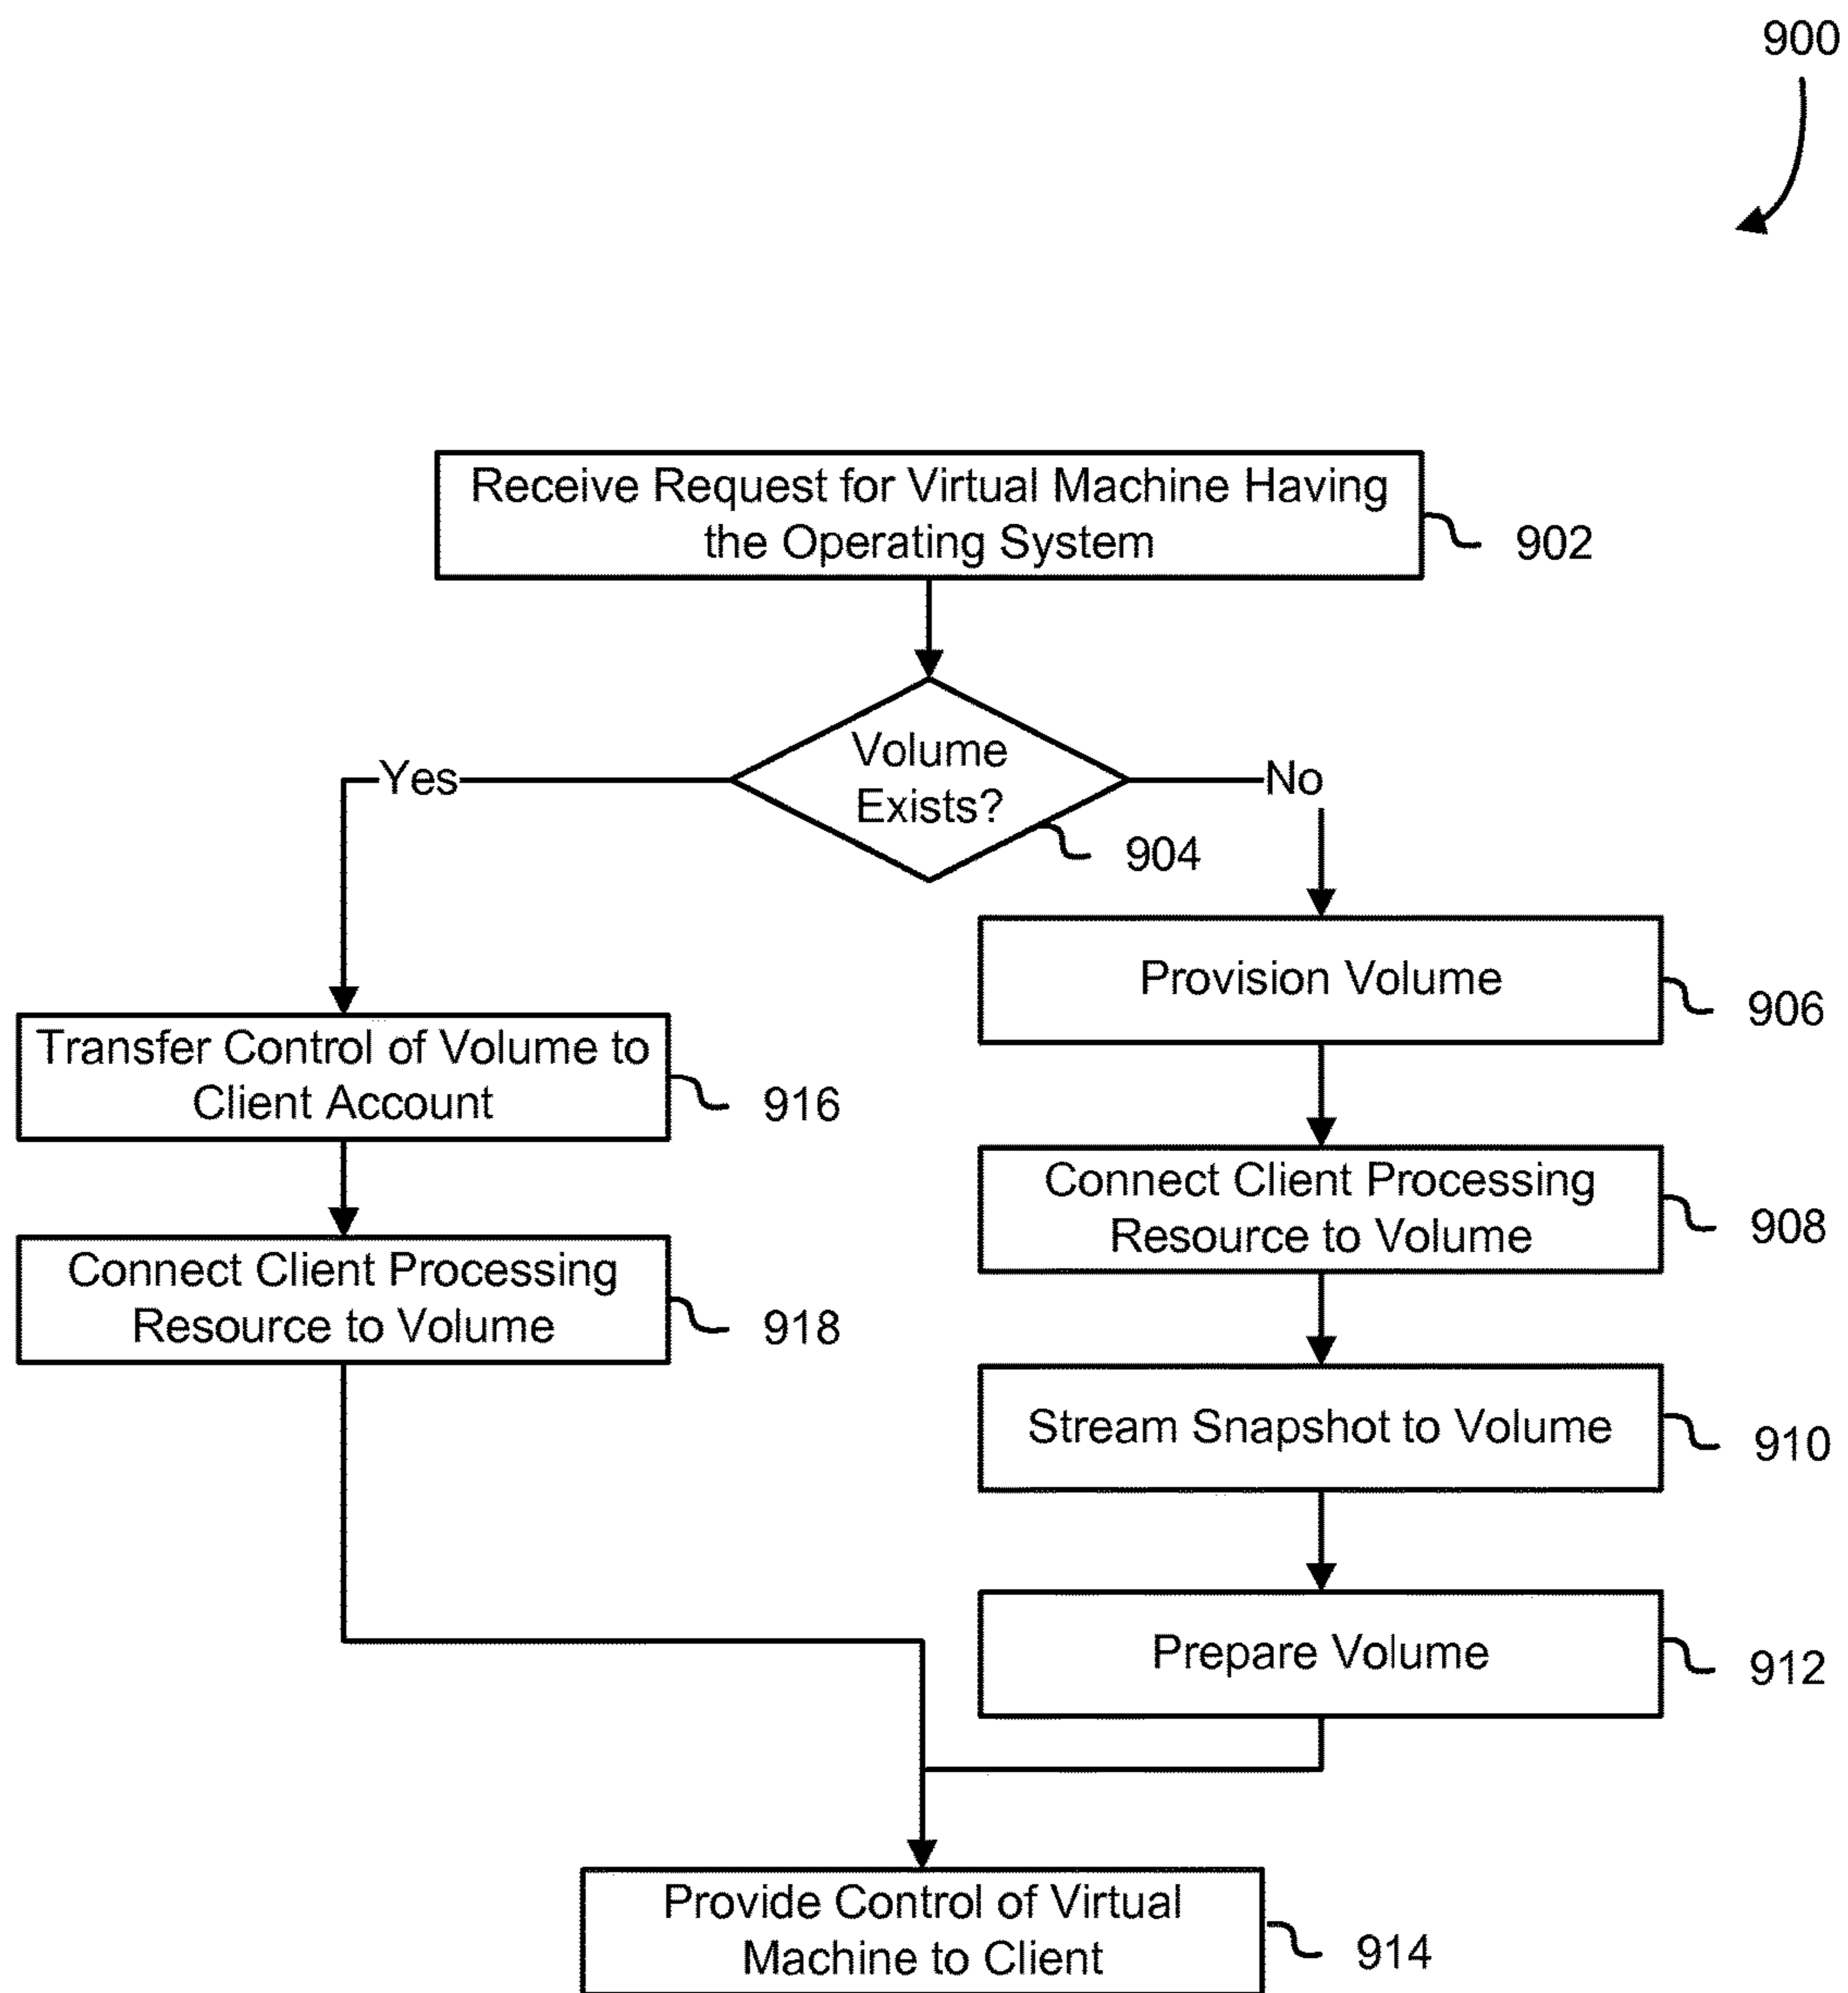 900
Receive Request for Virtual Machine Having
the Operating System
902
Volume
Exists?
904
Yes
No
Provision Volume
906
Connect Client Processing
Resource to Volume
908
Stream Snapshot to Volume
910
Prepare Volume
912
Transfer Control of Volume to
Client Account
916
Connect Client Processing
Resource to Volume
918
Provide Control of Virtual
Machine to Client
914